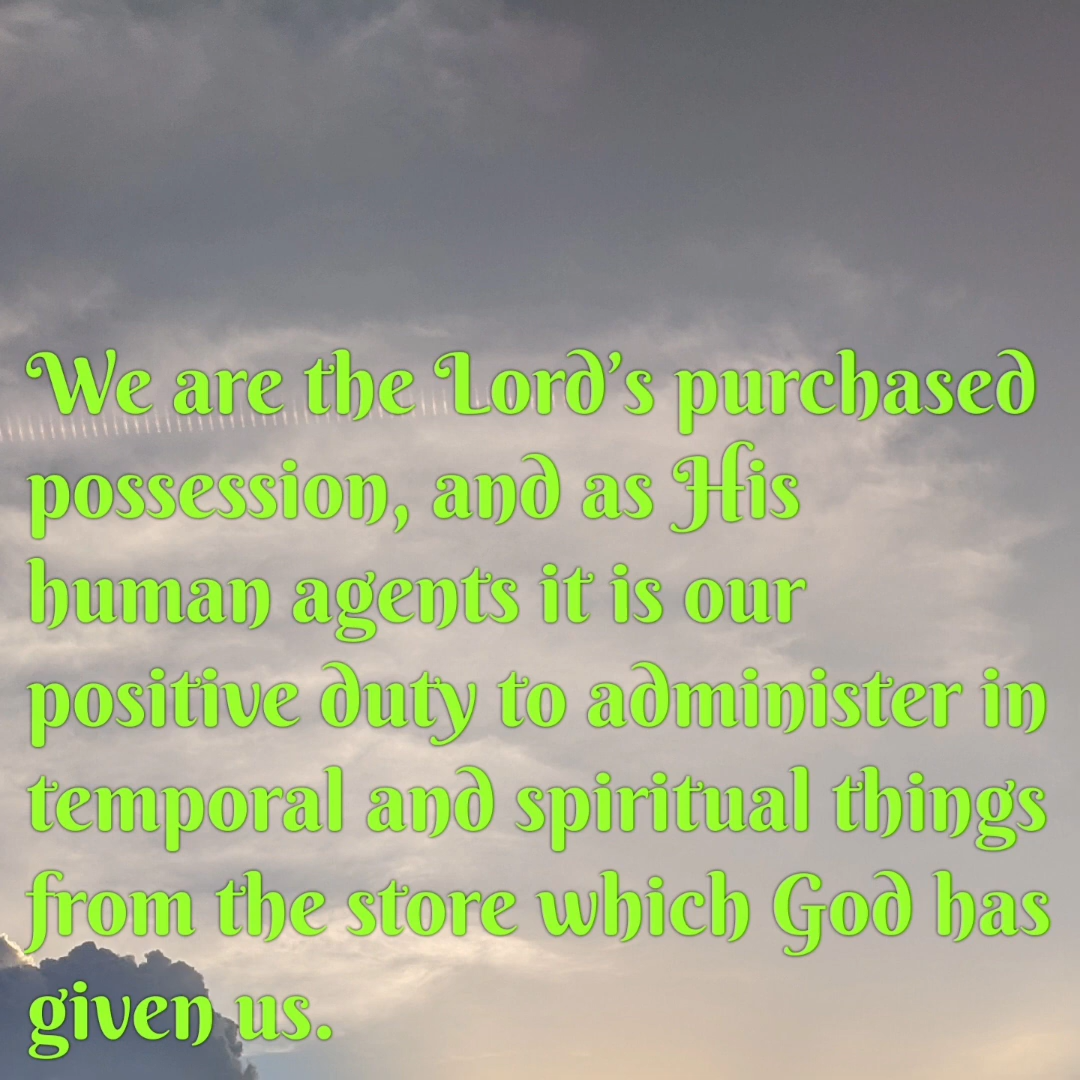 We are the Lord's purchased
possession, and as His
human agents it is our
positive duty to administer in
temporal and spiritual things
from the store which God has
given us.